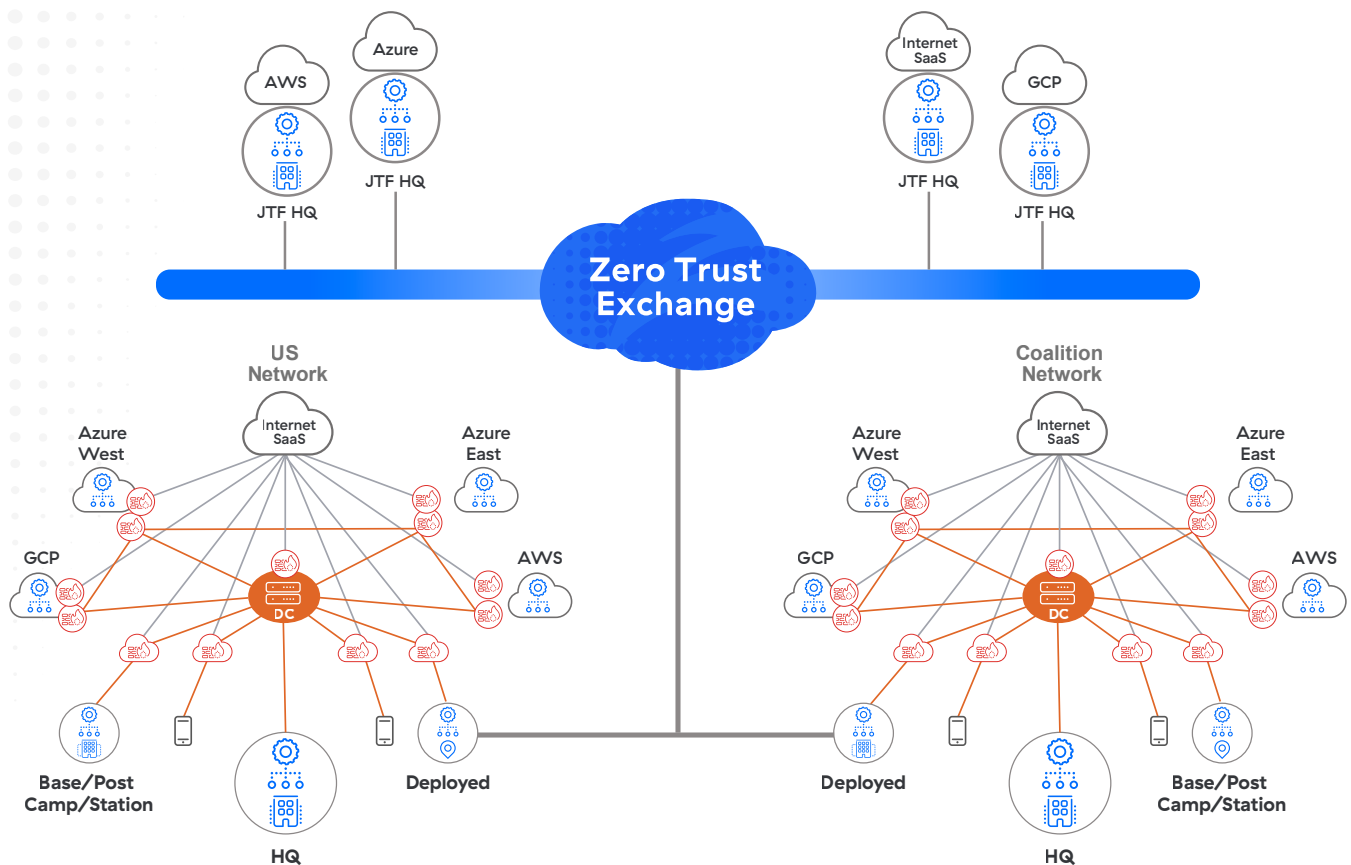 AWS
Azure
Internet
SaaS
GCP
JTF HQ
JTF HQ
JTF HQ
JTF HQ
Zero Trust
Exchange
US
Network
Internet
SaaS
Azure
West
Azure
East
GCP
AWS
DC
Base/Post
Camp/Station
HQ
Deployed
Coalition
Network
Internet
SaaS
Azure
West
Azure
East
GCP
AWS
DC
Deployed
HQ
Base/Post
Camp/Station